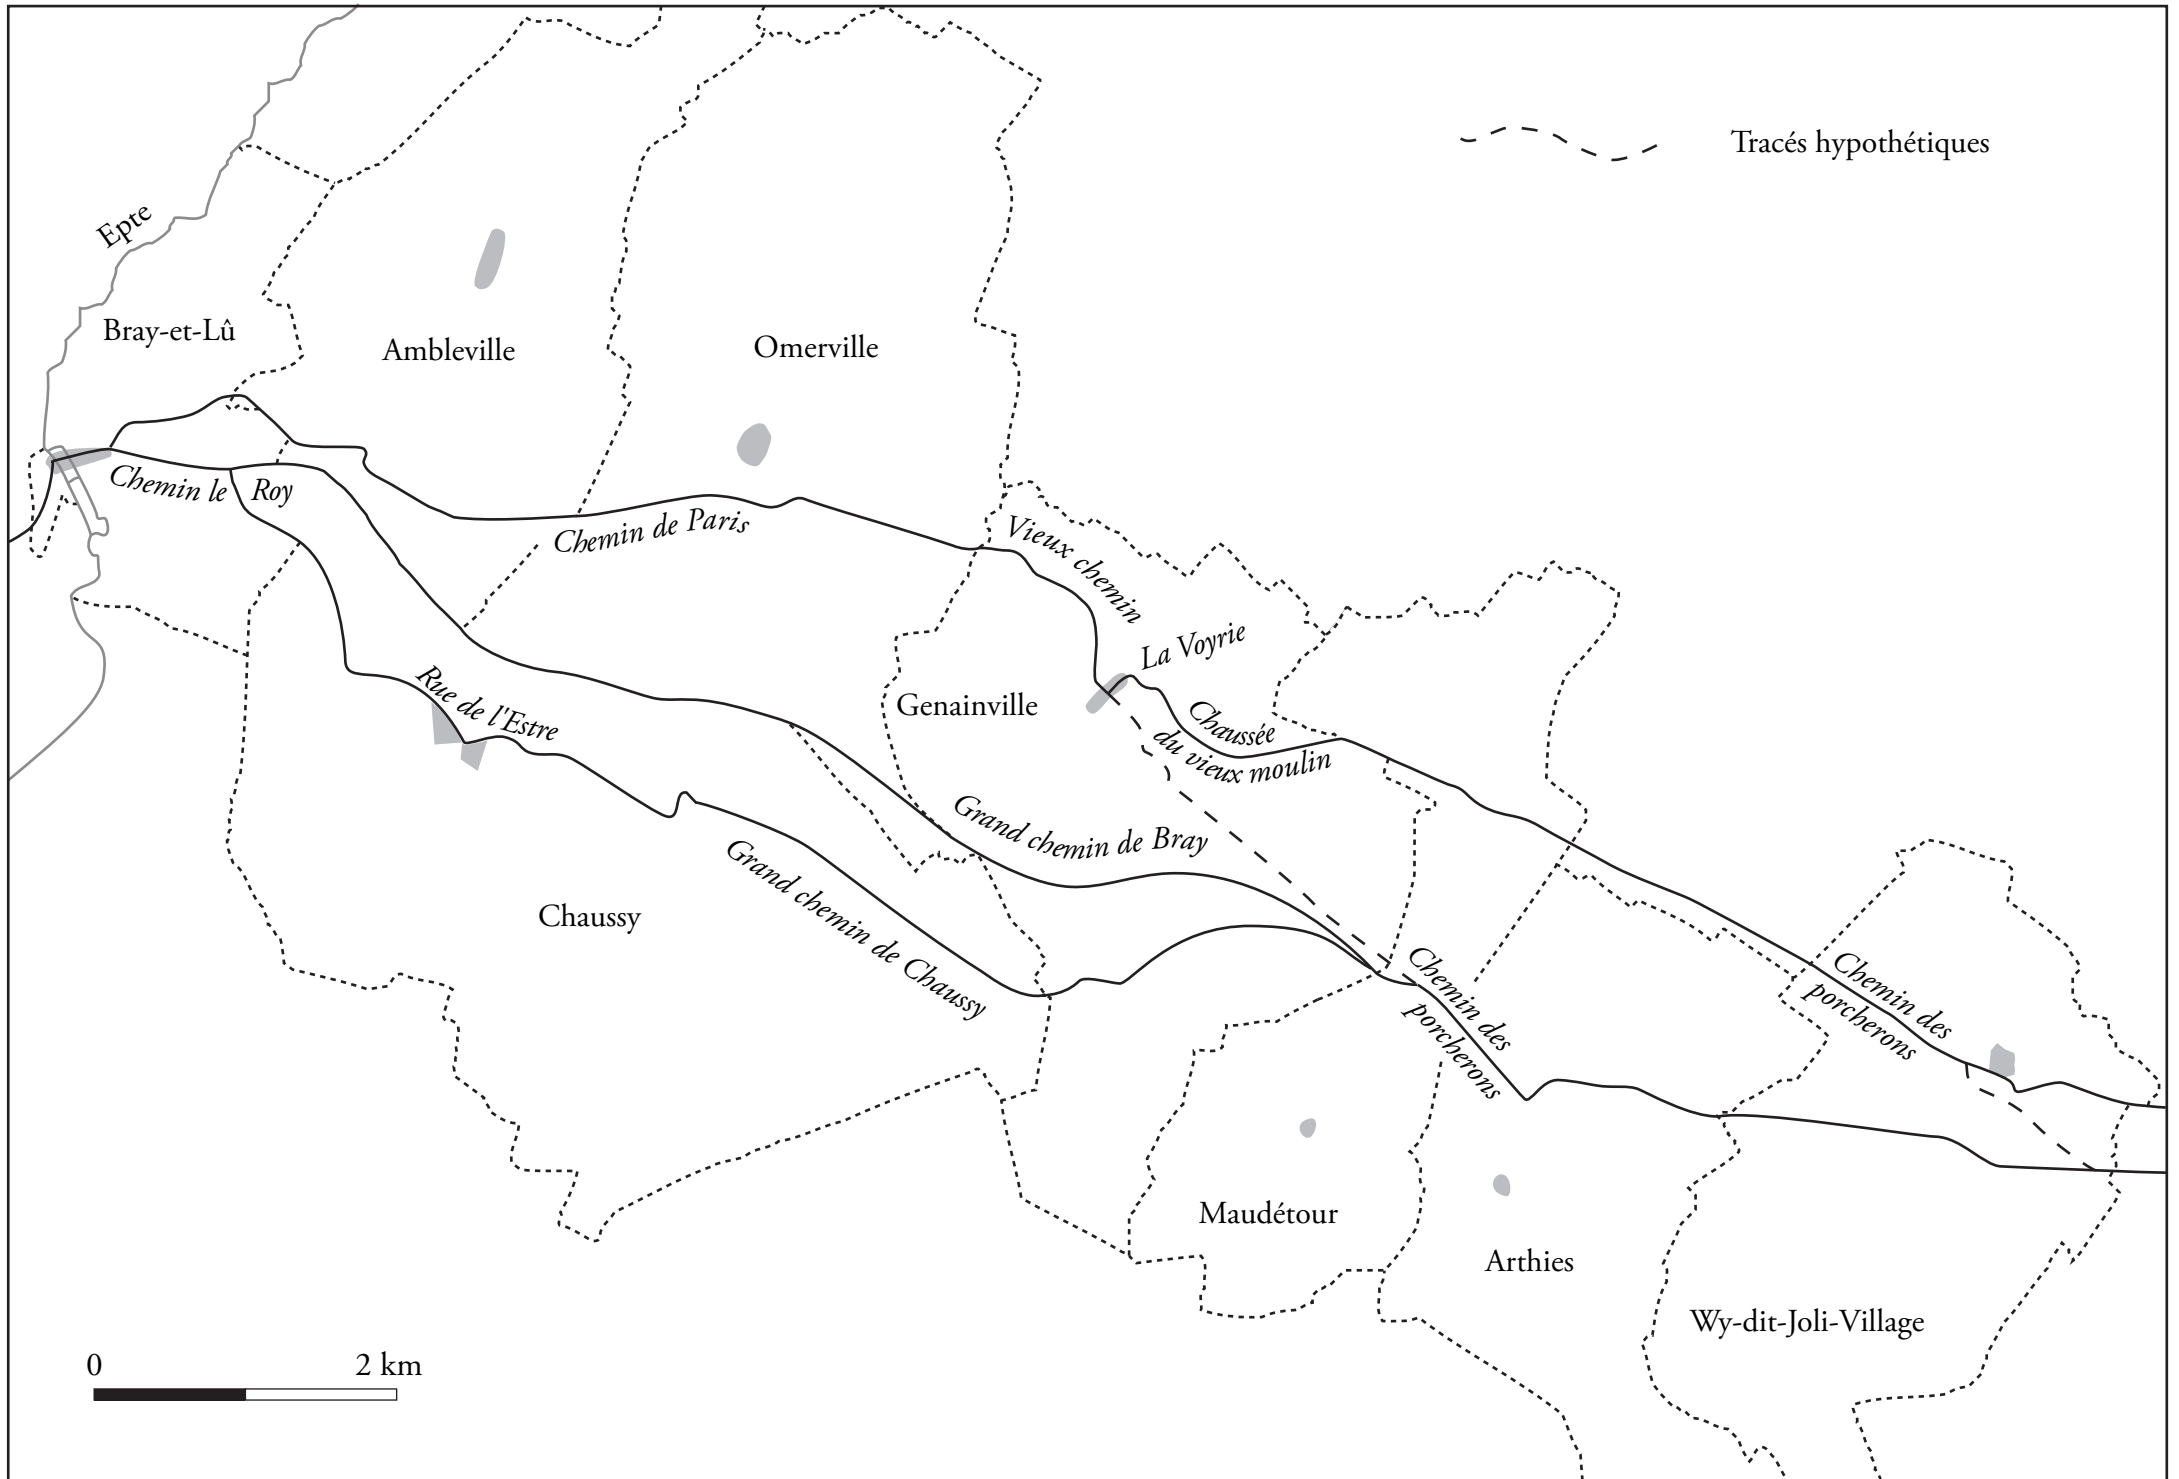 Tracés hypothétiques
Epte
Bray-et-Lû
Ambleville
Omerville
Chemin le Roy
Chemin de Paris
Vieux chemin
La Voyrie
Rue de l'Estre
Genainville
Chaussée
du vieux moulin
Grand chemin de Bray
Grand chemin de Chaussy
Chaussy
Chemin des
porcherons
Chemin des
porcherons
Maudétour
Arthies
Wy-dit-Joli-Village
0 2 km